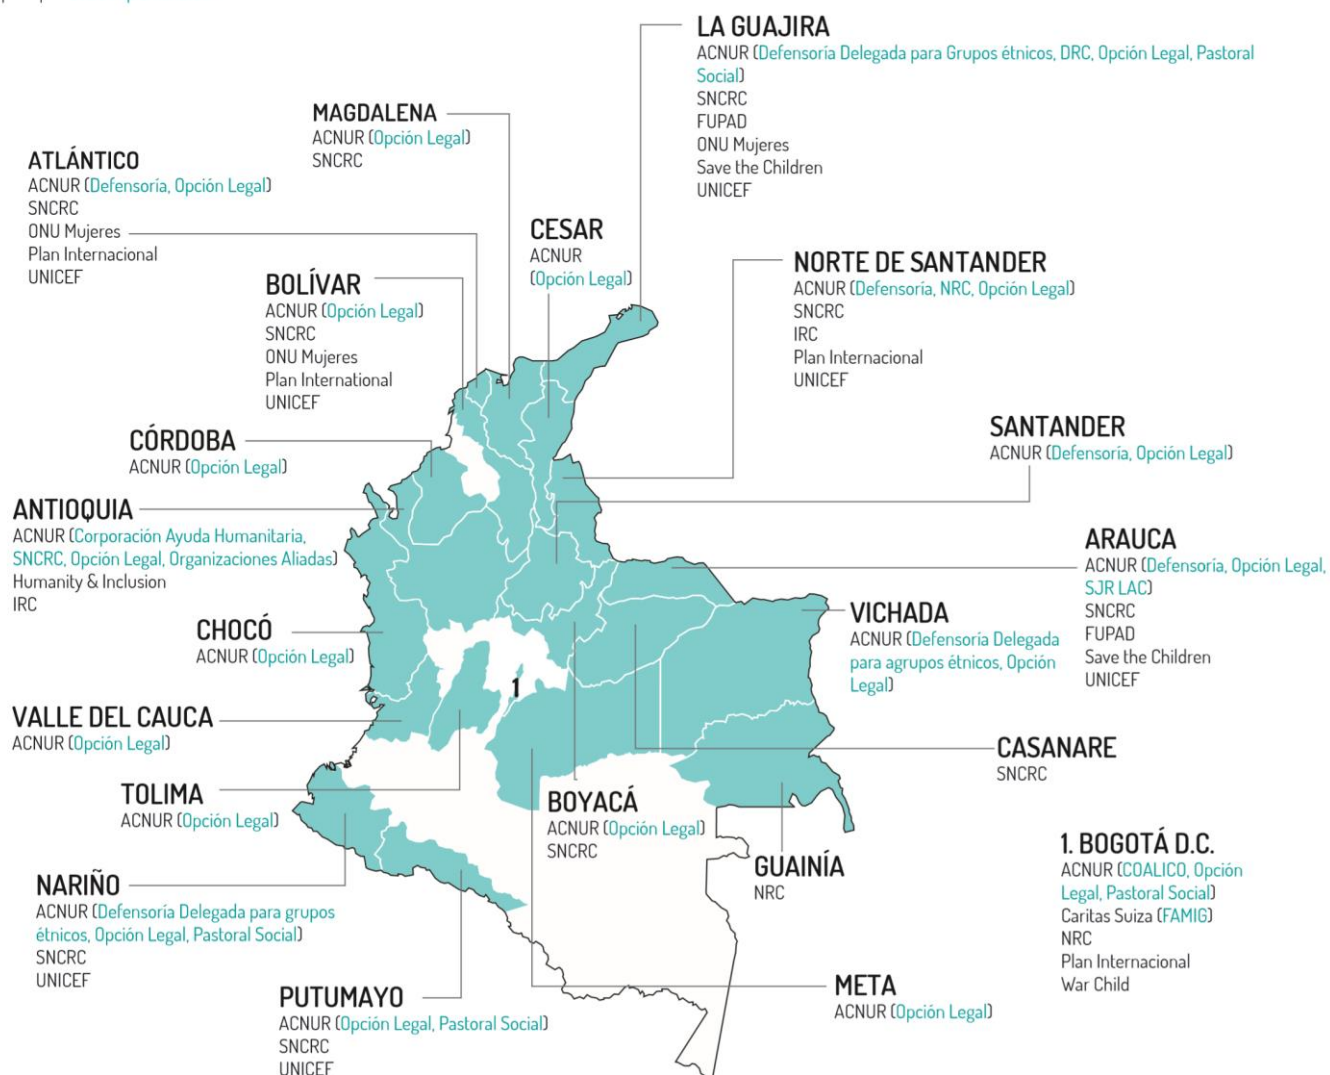 LA GUAJIRA
ACNUR (Defensoría Delegada para Grupos étnicos, DRC, Opción Legal, Pastoral
Social)
SNCRC
FUPAD
ONU Mujeres
Save the Children
UNICEF
MAGDALENA
ACNUR (Opción Legal)
SNCRC
ATLÁNTICO
ACNUR (Defensoría, Opción Legal)
SNCRC
ONU Mujeres
Plan Internacional
UNICEF
CESAR
ACNUR
(Opción Legal)
BOLÍVAR
ACNUR (Opción Legal)
SNCRC
ONU Mujeres
Plan International
UNICEF
NORTE DE SANTANDER
ACNUR (Defensoría, NRC, Opción Legal)
SNCRC
IRC
Plan Internacional
UNICEF
CÓRDOBA
ACNUR (Opción Legal)
SANTANDER
ACNUR (Defensoría, Opción Legal)
ANTIOQUIA
ACNUR (Corporación Ayuda Humanitaria,
SNCRC, Opción Legal, Organizaciones Aliadas)
Humanity & Inclusion
IRC
ARAUCA
ACNUR (Defensoría, Opción Legal,
SJR LAC)
SNCRC
FUPAD
Save the Children
UNICEF
CHOCÓ
ACNUR (Opción Legal)
VICHADA
ACNUR (Defensoría Delegada
para agrupos étnicos, Opción
Legal)
1
VALLE DEL CAUCA
ACNUR (Opción Legal)
CASANARE
SNCRC
TOLIMA
ACNUR (Opción Legal)
BOYACÁ
ACNUR (Opción Legal)
SNCRC
GUAINÍA
NRC
1. BOGOTÁ D.C.
ACNUR (COALICO, Opción
Legal, Pastoral Social)
Caritas Suiza (FAMIG)
NRC
Plan Internacional
War Child
NARIÑO
ACNUR (Defensoría Delegada para grupos
étnicos, Opción Legal, Pastoral Social)
SNCRC
UNICEF
PUTUMAYO
ACNUR (Opción Legal, Pastoral Social)
SNCRC
UNICEF
META
ACNUR (Opción Legal)